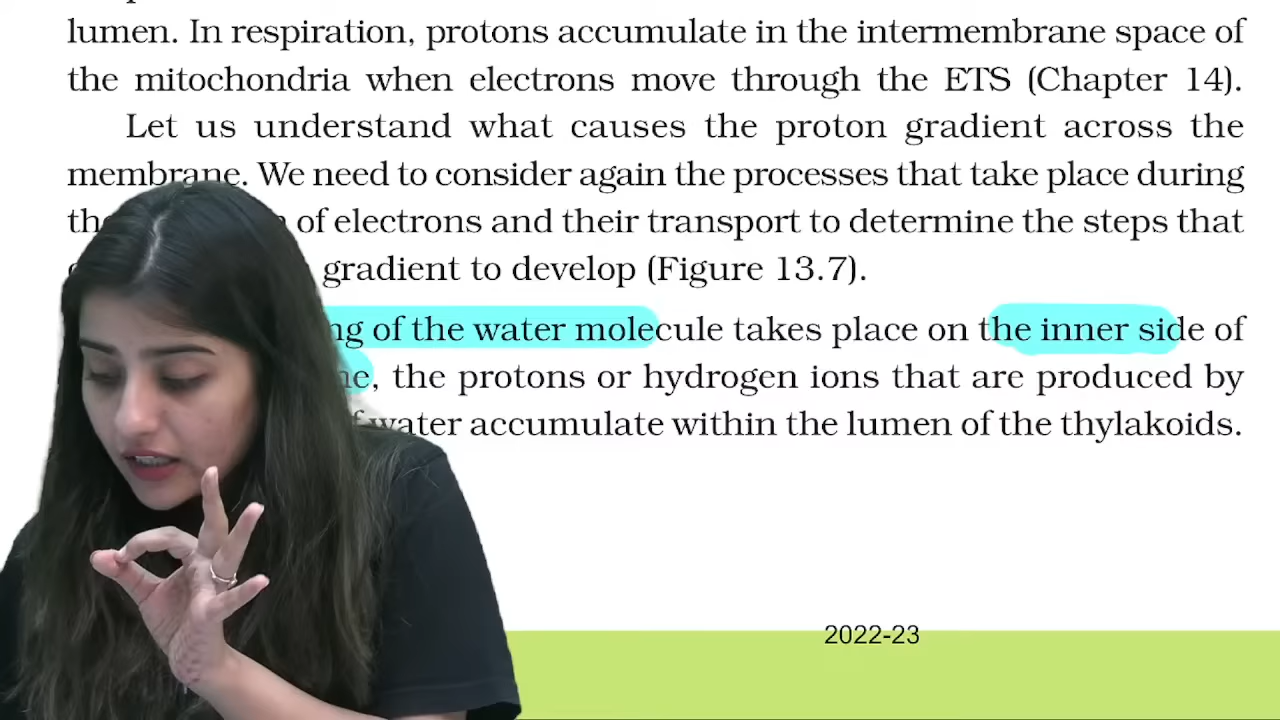 lumen. In respiration, protons accumulate in the intermembrane space of
the mitochondria when electrons move through the ETS (Chapter 14).
Let us understand what causes the proton gradient across the
membrane. We need to consider again the processes that take place during
of electrons and their transport to determine the steps that
gradient to develop (Figure 13.7).
of the water molecule takes place on the inner side of
the protons or hydrogen ions that are produced by
water accumulate within the lumen of the thylakoids.
2022-23